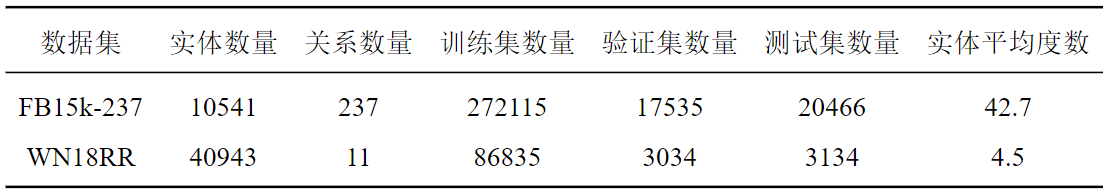 数据集 实体数量 关系数量 训练集数量 验证集数量 测试集数量 实体平均度数
FB15k-237 10541 237 272115 17535 20466 42.7
WN18RR 40943 11 86835 3034 3134 4.5